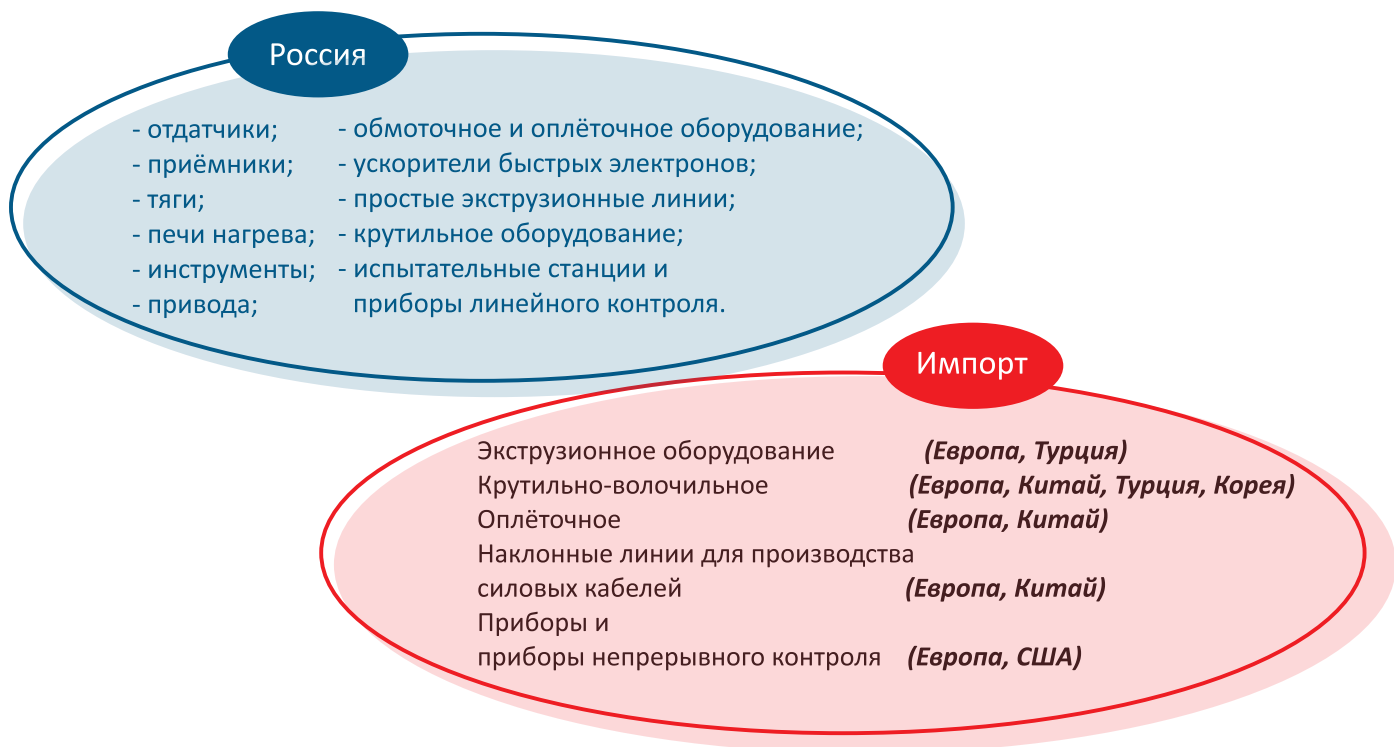 Россия
- отдатчики;
- приёмники;
- тяги;
- печи нагрева;
- инструменты;
- привода;
- обмоточное и оплёточное оборудование;
- ускорители быстрых электронов;
- простые экструзионные линии;
- крутильное оборудование;
- испытательные станции и
приборы линейного контроля.
Импорт
Экструзионное оборудование (Европа, Турция)
Крутильно-волочильное (Европа, Китай, Турция, Корея)
Оплёточное (Европа, Китай)
Наклонные линии для производства
силовых кабелей (Европа, Китай)
Приборы и
приборы непрерывного контроля (Европа, США)